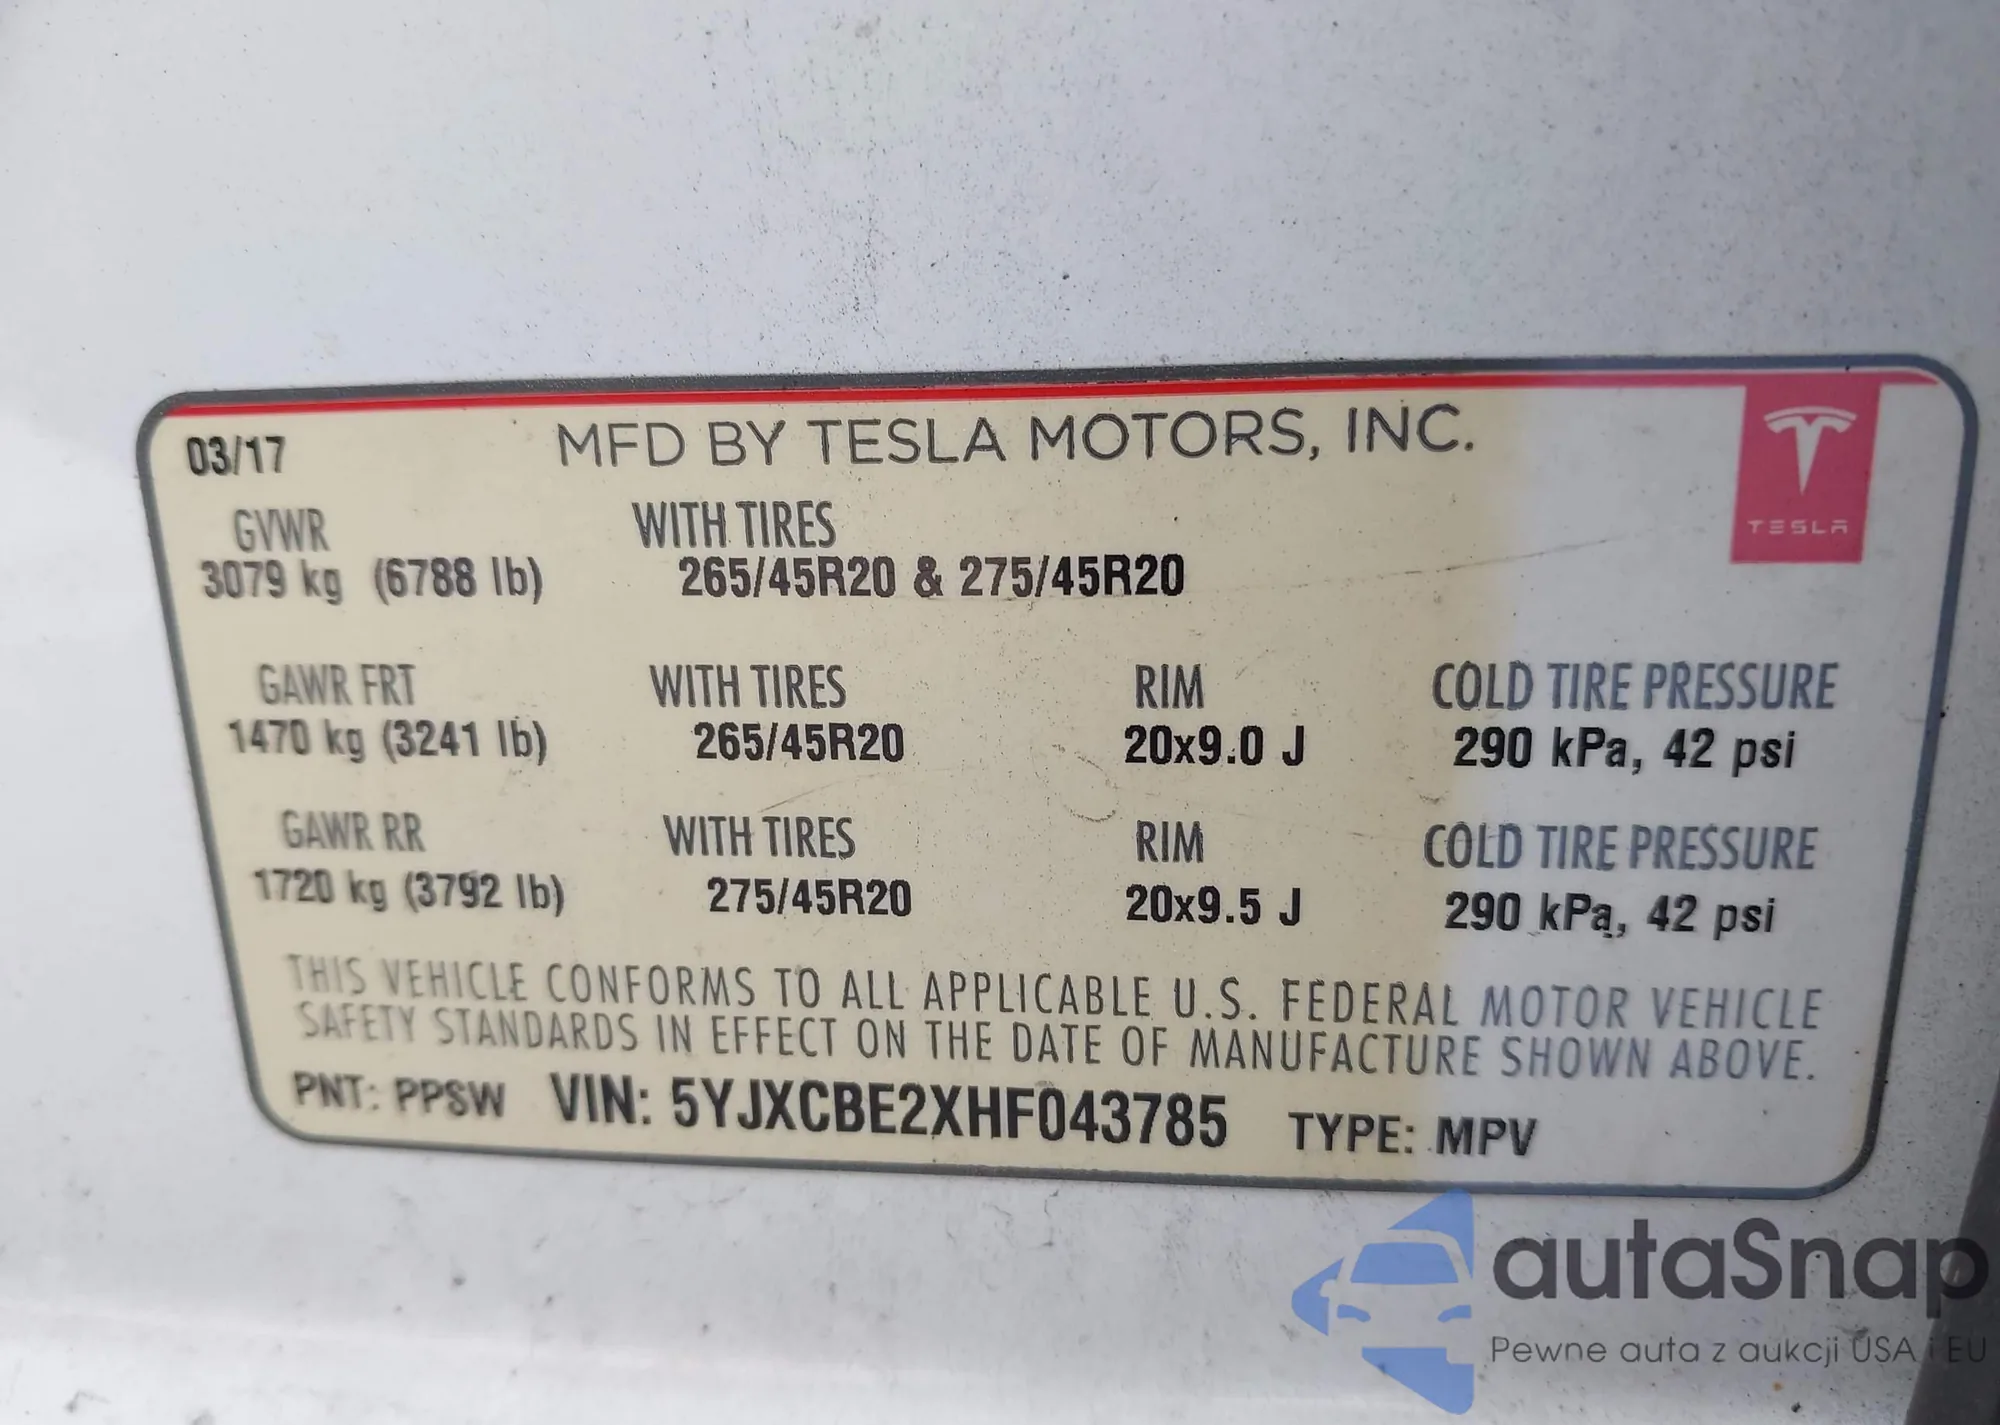 03/17 MFD BY TESLA MOTORS, INC.
TESLA
GVWR WITH TIRES
3079 kg (6788 lb) 265/45R20 & 275/45R20
GAWR FRT WITH TIRES RIM COLD TIRE PRESSURE
1470 kg (3241 lb) 265/45R20 20x9.0 J 290 kPa, 42 psi
GAWR RR WITH TIRES RIM COLD TIRE PRESSURE
1720 kg (3792 lb) 275/45R20 20x9.5 J 290 kPa, 42 psi
THIS VEHICLE CONFORMS TO ALL APPLICABLE U.S. FEDERAL MOTOR VEHICLE
SAFETY STANDARDS IN EFFECT ON THE DATE OF MANUFACTURE SHOWN ABOVE.
PNT: PPSW VIN: 5YJXCBE2XHF043785 TYPE: MPV
autaSnap
Pewne auta z aukcji USA i EU